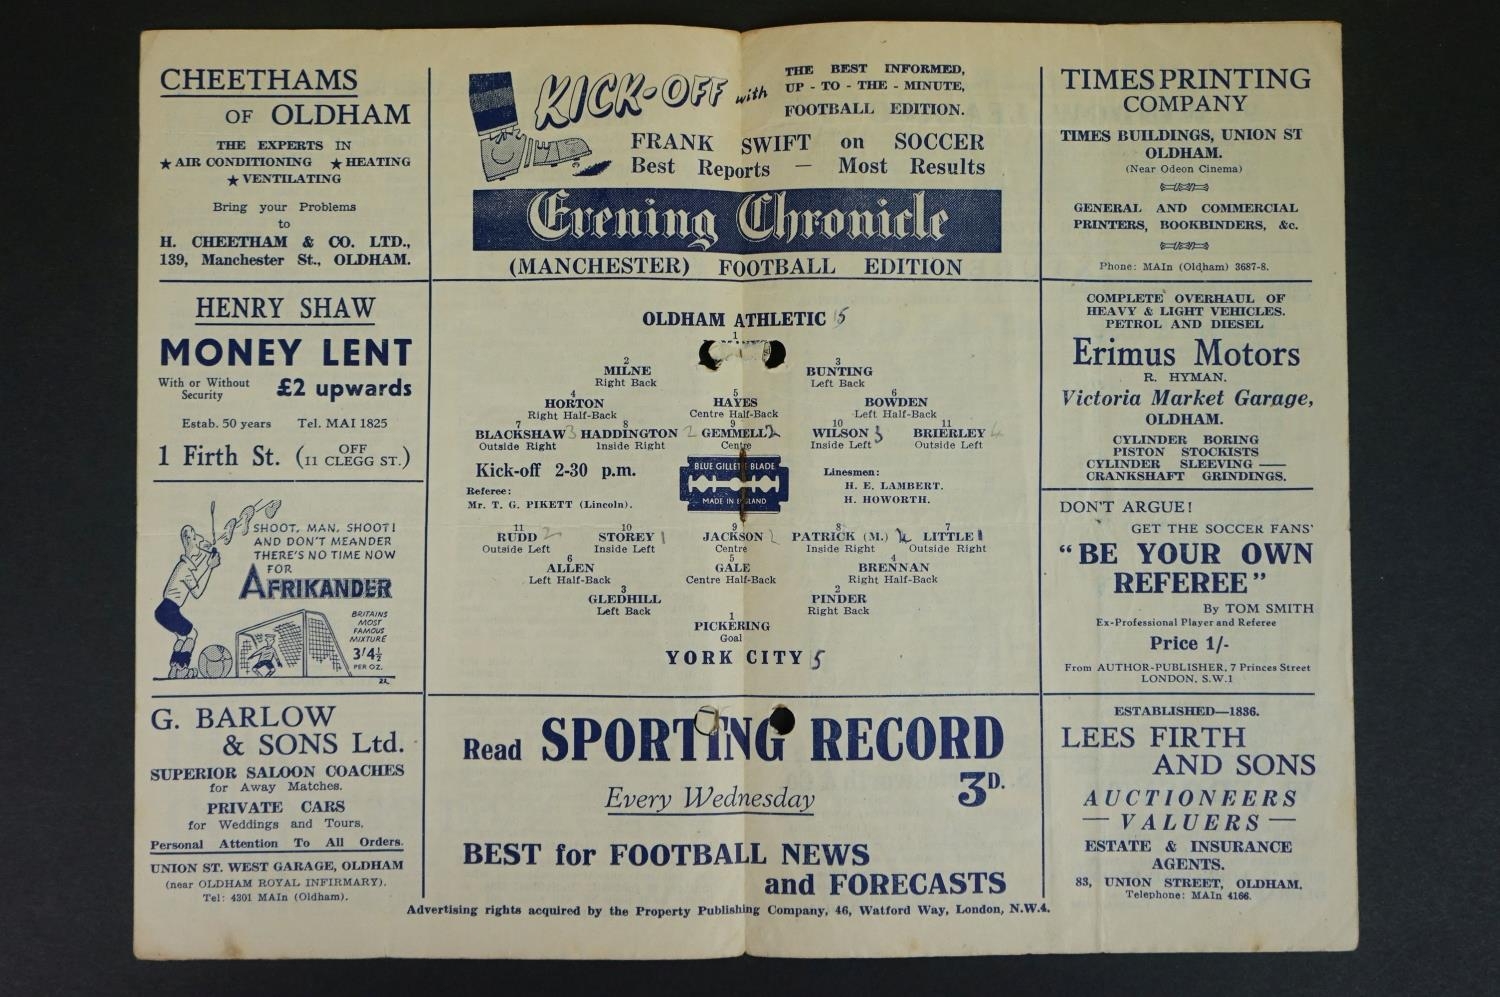 CHEETHAMS
OF OLDHAM
THE EXPERTS IN
★ AIR CONDITIONING ★ HEATING
★ VENTILATING
Bring your Problems
to
H. CHEETHAM & CO. LTD.,
139, Manchester St., OLDHAM.
HENRY SHAW
MONEY LENT
With or Without
Security
£2 upwards
Estab. 50 years Tel. MAI 1825
1 Firth St. (OFF
11 CLEGG ST.)
SHOOT, MAN, SHOOT!
AND DON'T MEANDER
THERE'S NO TIME NOW
FOR
AFRIKANDER
BRITAINS
MOST
FAMOUS
MIXTURE
3'4½
PER OZ.
22
G. BARLOW
& SONS Ltd.
SUPERIOR SALOON COACHES
for Away Matches.
PRIVATE CARS
for Weddings and Tours.
Personal Attention To All Orders.
UNION ST. WEST GARAGE, OLDHAM
(near OLDHAM ROYAL INFIRMARY).
Tel: 4301 MAIn (Oldham).
KICK-OFF with
THE BEST INFORMED,
UP - TO - THE - MINUTE,
FOOTBALL EDITION.
FRANK SWIFT on SOCCER
Best Reports — Most Results
Evening Chronicle
(MANCHESTER) FOOTBALL EDITION
OLDHAM ATHLETIC 5
1
2 3
MILNE BUNTING
Right Back Left Back
4 5 6
HORTON HAYES BOWDEN
Right Half-Back Centre Half-Back Left Half-Back
7 8 9 10 11
BLACKSHAW 3 HADDINGTON 2 GEMMELL 2 WILSON 3 BRIERLEY 4
Outside Right Inside Right Centre Inside Left Outside Left
Kick-off 2-30 p.m.
Referee:
Mr. T. G. PIKETT (Lincoln).
BLUE GILLETTE BLADE
MADE IN ENGLAND
Linesmen:
H. E. LAMBERT.
H. HOWORTH.
11 10 9 8 7
RUDD 2 STOREY 1 JACKSON 2 PATRICK (M.) LITTLE 1
Outside Left Inside Left Centre Inside Right Outside Right
6 5 4
ALLEN GALE BRENNAN
Left Half-Back Centre Half-Back Right Half-Back
3 2
GLEDHILL PINDER
Left Back Right Back
1
PICKERING
Goal
YORK CITY 5
Read SPORTING RECORD
Every Wednesday 3D.
BEST for FOOTBALL NEWS
and FORECASTS
Advertising rights acquired by the Property Publishing Company, 46, Watford Way, London, N.W.4.
TIMES PRINTING
COMPANY
TIMES BUILDINGS, UNION ST
OLDHAM.
(Near Odeon Cinema)
GENERAL AND COMMERCIAL
PRINTERS, BOOKBINDERS, &c.
Phone: MAIn (Oldham) 3687-8.
COMPLETE OVERHAUL OF
HEAVY & LIGHT VEHICLES.
PETROL AND DIESEL
Erimus Motors
R. HYMAN.
Victoria Market Garage,
OLDHAM.
CYLINDER BORING
PISTON STOCKISTS
CYLINDER SLEEVING —
CRANKSHAFT GRINDINGS.
DON'T ARGUE!
GET THE SOCCER FANS'
"BE YOUR OWN
REFEREE"
By TOM SMITH
Ex-Professional Player and Referee
Price 1/-
From AUTHOR-PUBLISHER, 7 Princes Street
LONDON, S.W.1
ESTABLISHED—1836.
LEES FIRTH
AND SONS
AUCTIONEERS
— VALUERS —
ESTATE & INSURANCE
AGENTS.
83, UNION STREET, OLDHAM.
Telephone: MAIn 4166.